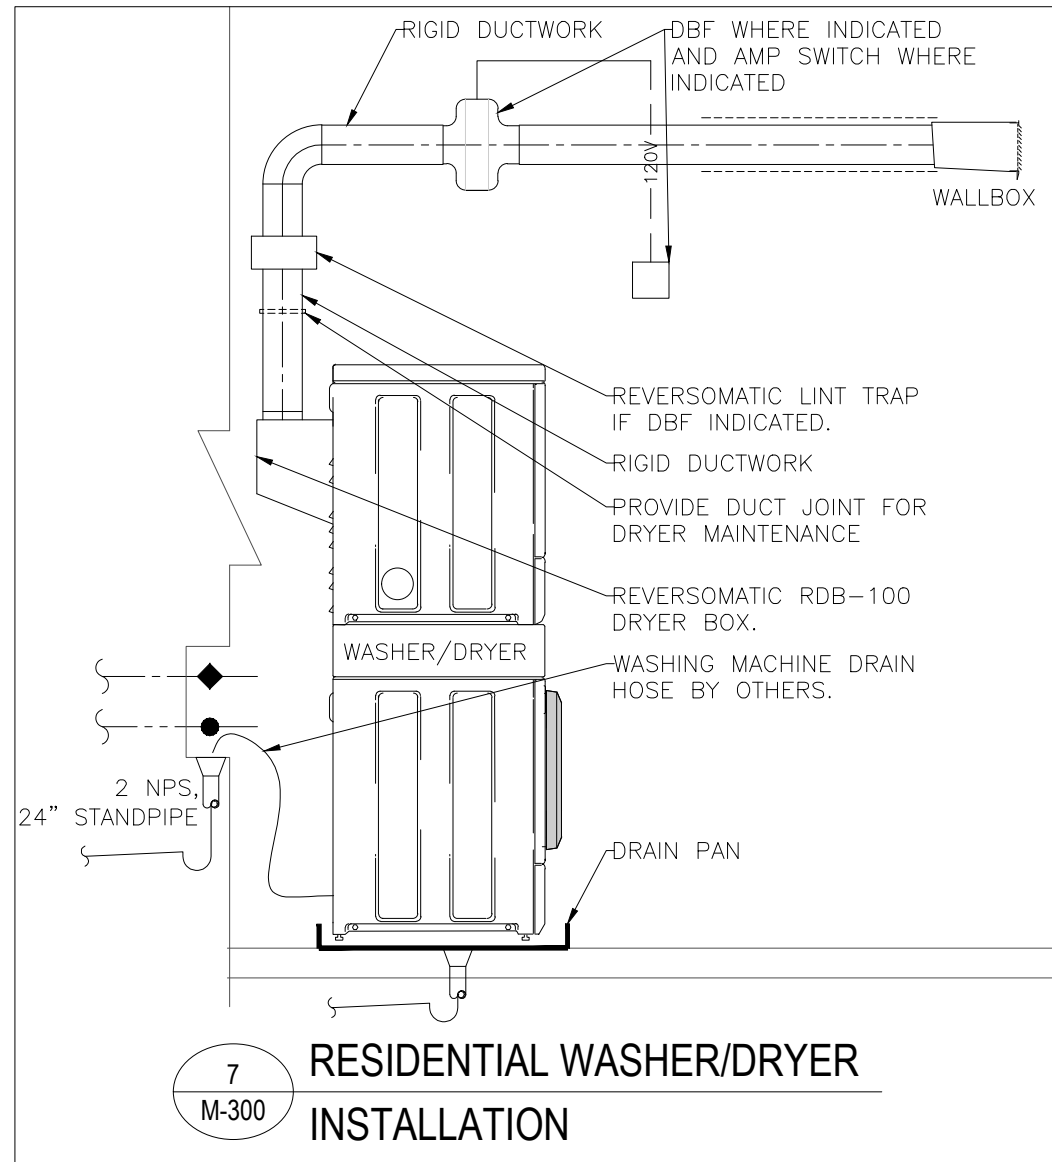 RIGID DUCTWORK
DBF WHERE INDICATED
AND AMP SWITCH WHERE
INDICATED
120V
WALLBOX
REVERSOMATIC LINT TRAP
IF DBF INDICATED.
RIGID DUCTWORK
PROVIDE DUCT JOINT FOR
DRYER MAINTENANCE
REVERSOMATIC RDB-100
DRYER BOX.
WASHER/DRYER
WASHING MACHINE DRAIN
HOSE BY OTHERS.
2 NPS,
24" STANDPIPE
DRAIN PAN
7
M-300
RESIDENTIAL WASHER/DRYER
INSTALLATION